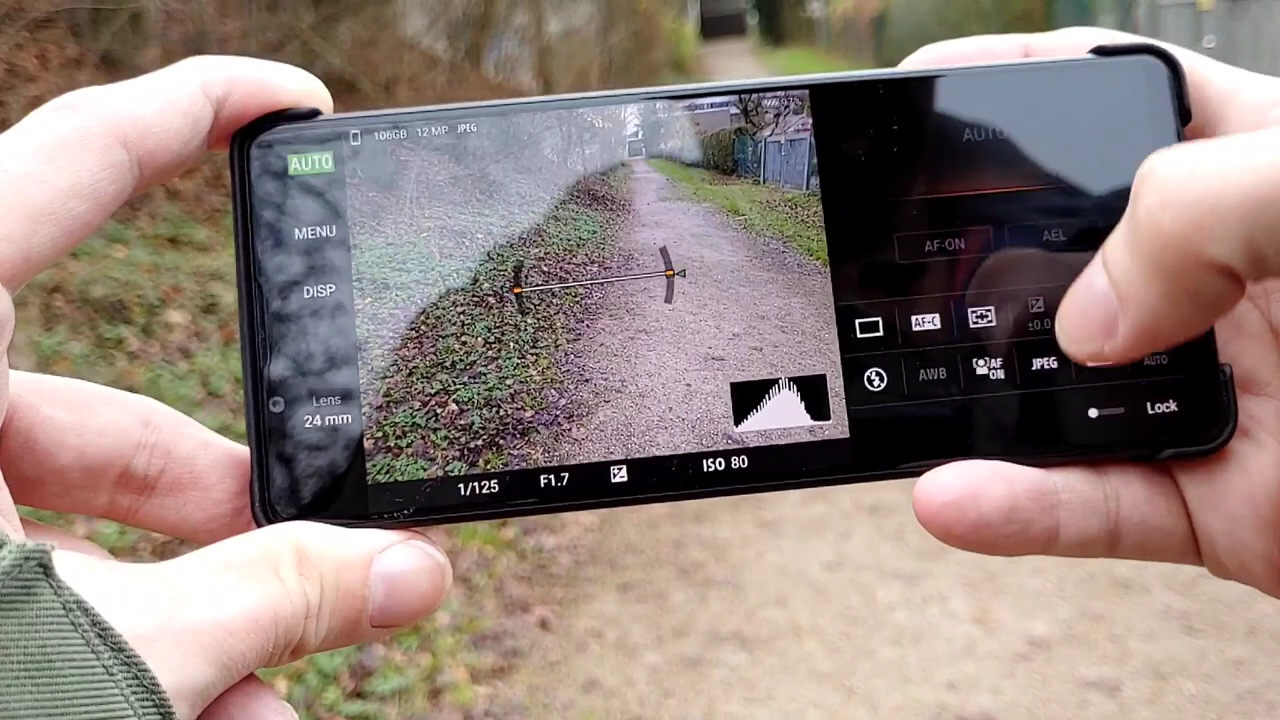 106GB 12 MP JPEG
AUTO
MENU
DISP
Lens
24 mm
1/125 F1.7 ISO 80
AUTO
AF-ON AEL
AF-C ±0.0
AWB AF ON JPEG AUTO
Lock